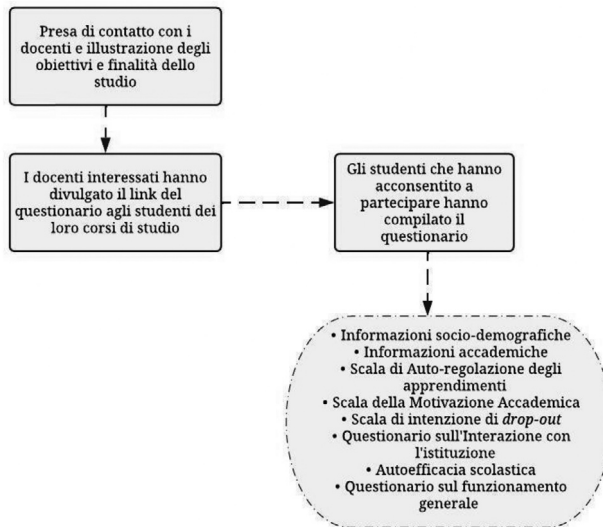 Presa di contatto con i
docenti e illustrazione degli
obiettivi e finalità dello
studio
I docenti interessati hanno
divulgato il link del
questionario agli studenti dei
loro corsi di studio
Gli studenti che hanno
acconsentito a
partecipare hanno
compilato il
questionario
• Informazioni socio-demografiche
• Informazioni accademiche
• Scala di Auto-regolazione degli
apprendimenti
• Scala della Motivazione Accademica
• Scala di intenzione di drop-out
• Questionario sull'Interazione con
l'istituzione
• Autoefficacia scolastica
• Questionario sul funzionamento
generale